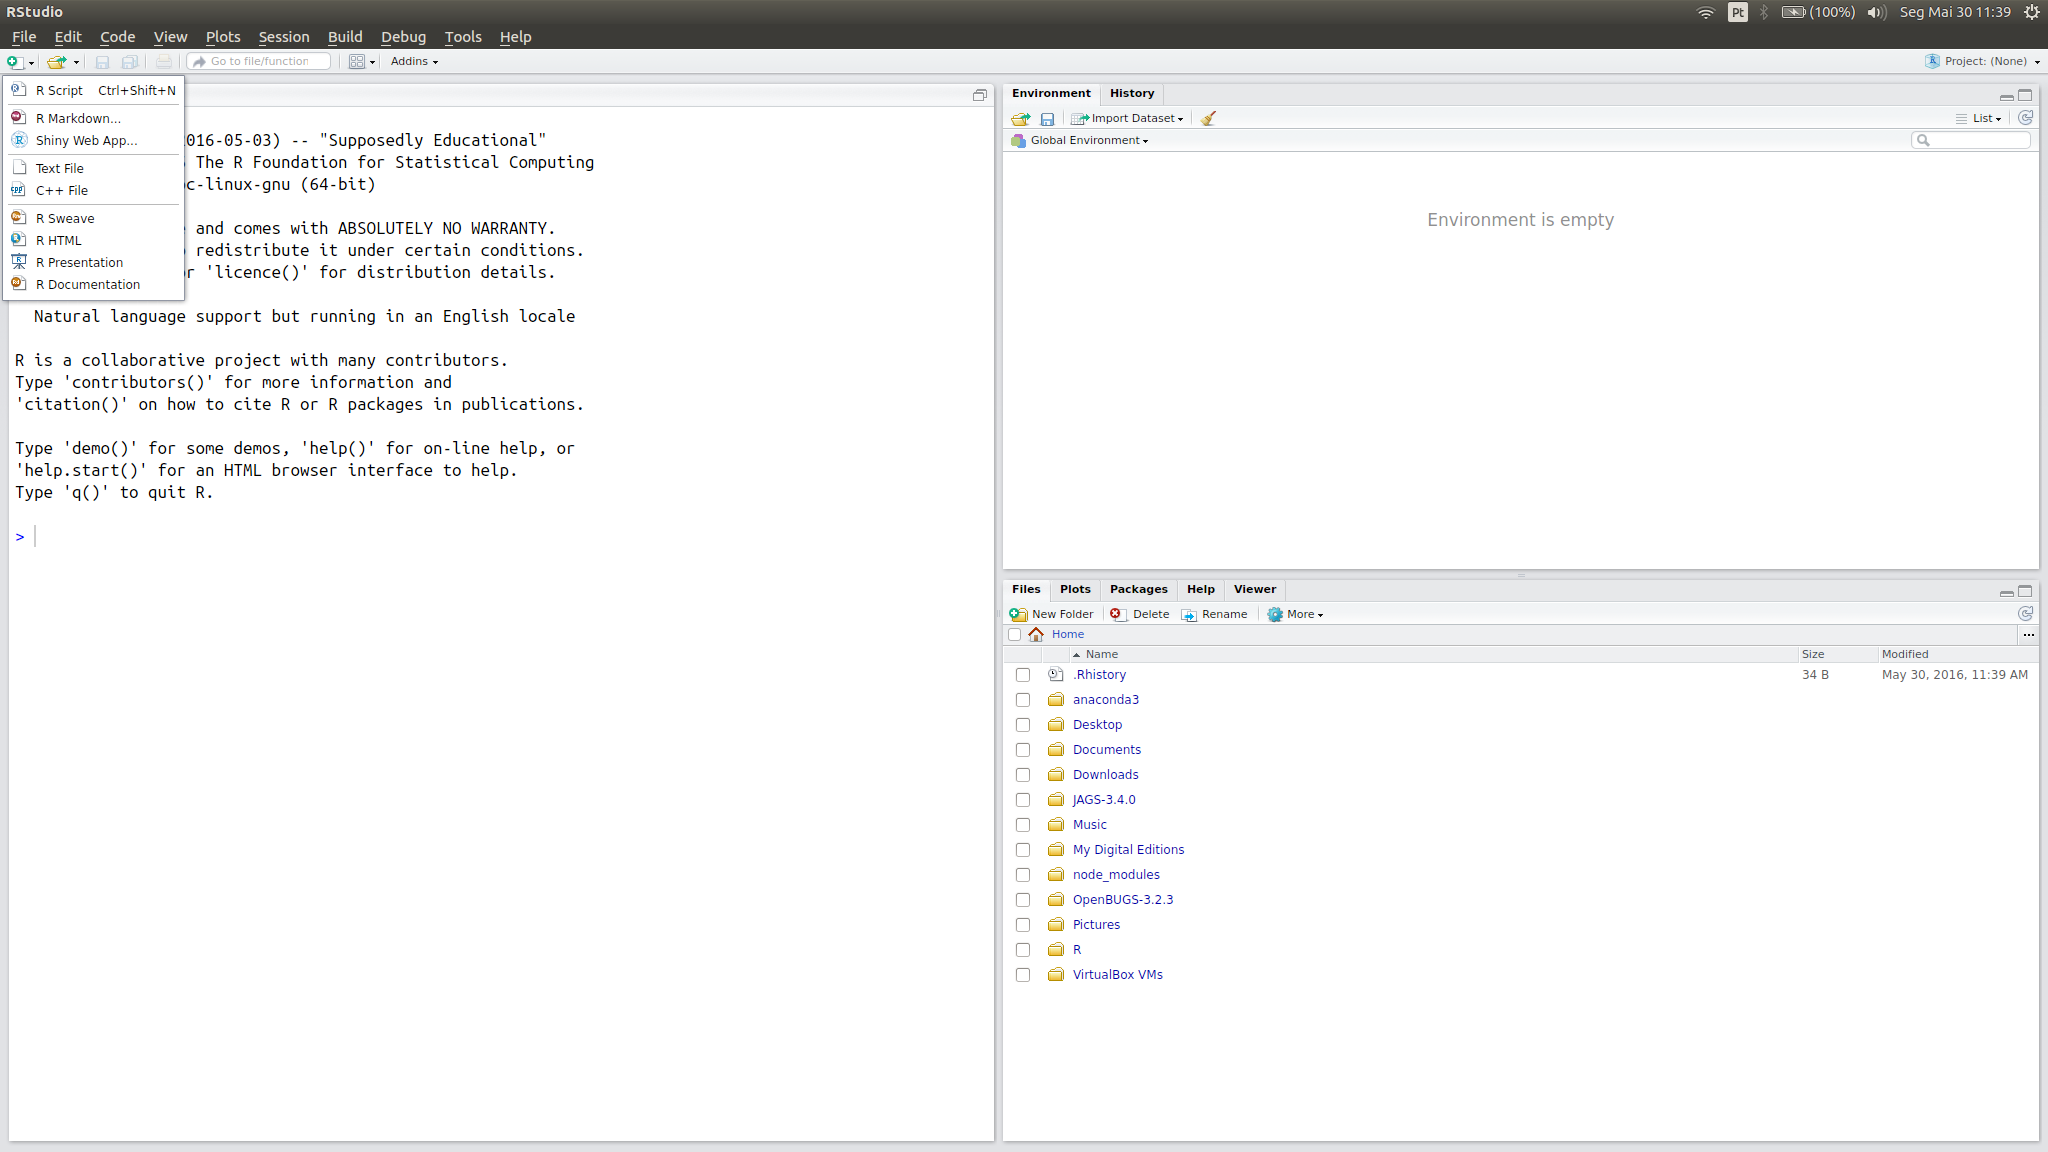 RStudio
Pt
(100%)
Seg Mai 30 11:39
File Edit Code View Plots Session Build Debug Tools Help
Go to file/function
Addins
Project: (None)
R Script Ctrl+Shift+N
R Markdown...
Shiny Web App...
Text File
C++ File
R Sweave
R HTML
R Presentation
R Documentation
016-05-03) -- "Supposedly Educational"
The R Foundation for Statistical Computing
c-linux-gnu (64-bit)
and comes with ABSOLUTELY NO WARRANTY.
redistribute it under certain conditions.
r 'licence()' for distribution details.
Natural language support but running in an English locale
R is a collaborative project with many contributors.
Type 'contributors()' for more information and
'citation()' on how to cite R or R packages in publications.
Type 'demo()' for some demos, 'help()' for on-line help, or
'help.start()' for an HTML browser interface to help.
Type 'q()' to quit R.
>
Environment History
Import Dataset
List
Global Environment
Environment is empty
Files Plots Packages Help Viewer
New Folder Delete Rename More
Home
...
Name Size Modified
.Rhistory 34 B May 30, 2016, 11:39 AM
anaconda3
Desktop
Documents
Downloads
JAGS-3.4.0
Music
My Digital Editions
node_modules
OpenBUGS-3.2.3
Pictures
R
VirtualBox VMs